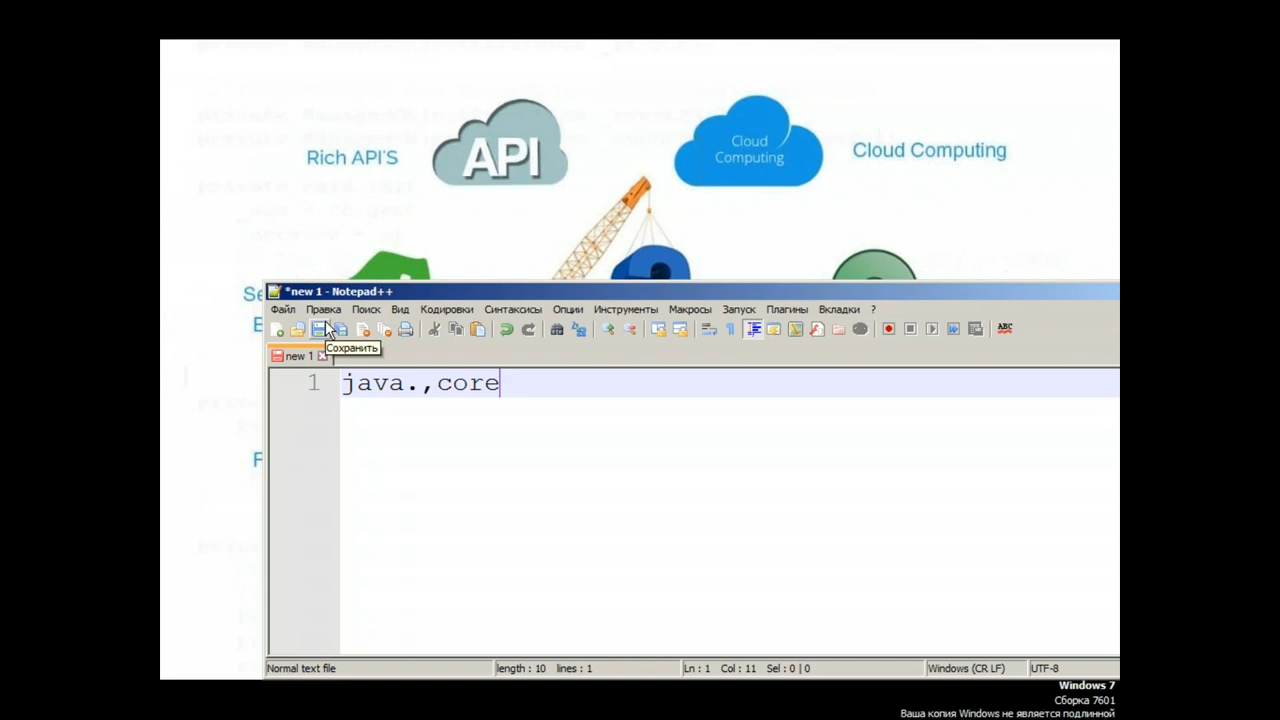 Rich API'S
API
Cloud
Computing
Cloud Computing
Se
E
F
*new 1 - Notepad++
Файл Правка Поиск Вид Кодировки Синтаксисы Опции Инструменты Макросы Запуск Плагины Вкладки ?
ABC
Сохранить
new 1
1 java.,core
Normal text file length : 10 lines : 1 Ln : 1 Col : 11 Sel : 0 | 0 Windows (CR LF) UTF-8
Windows 7
Сборка 7601
Ваша копия Windows не является подлинной